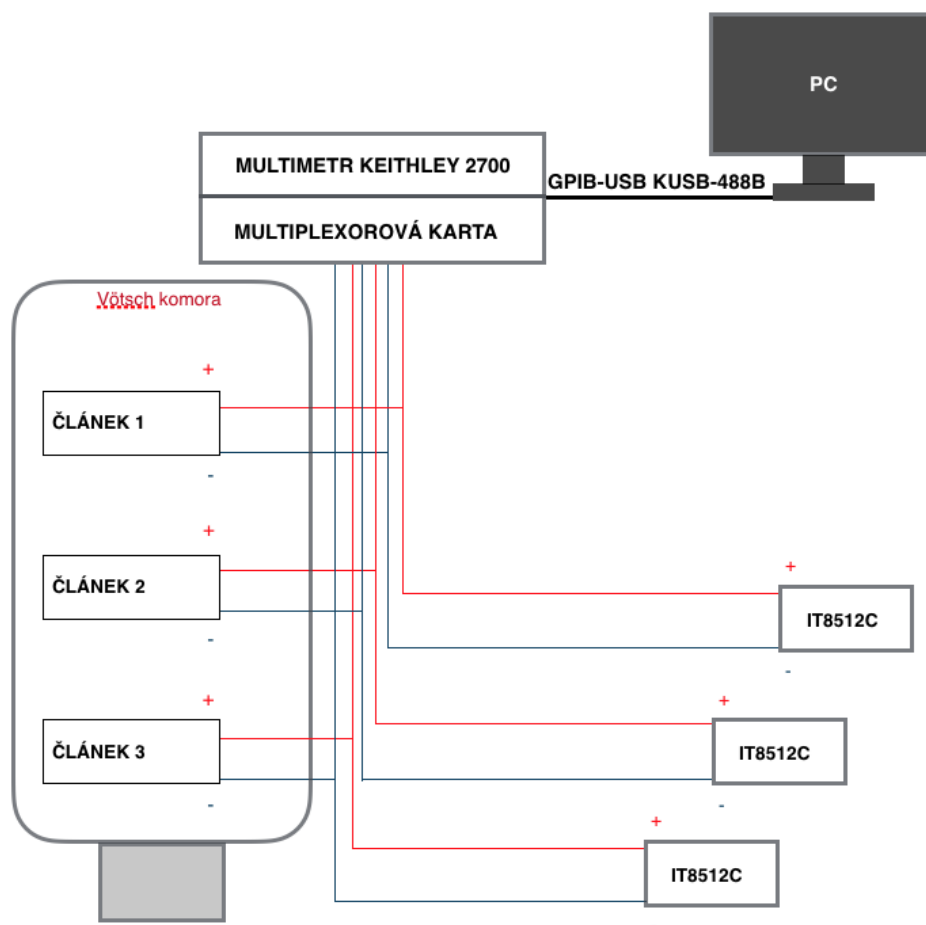 PC
MULTIMETR KEITHLEY 2700
GPIB-USB KUSB-488B
MULTIPLEXOROVÁ KARTA
Vötsch komora
+
ČLÁNEK 1
-
+
ČLÁNEK 2
-
+
ČLÁNEK 3
-
+
IT8512C
-
+
IT8512C
-
+
IT8512C